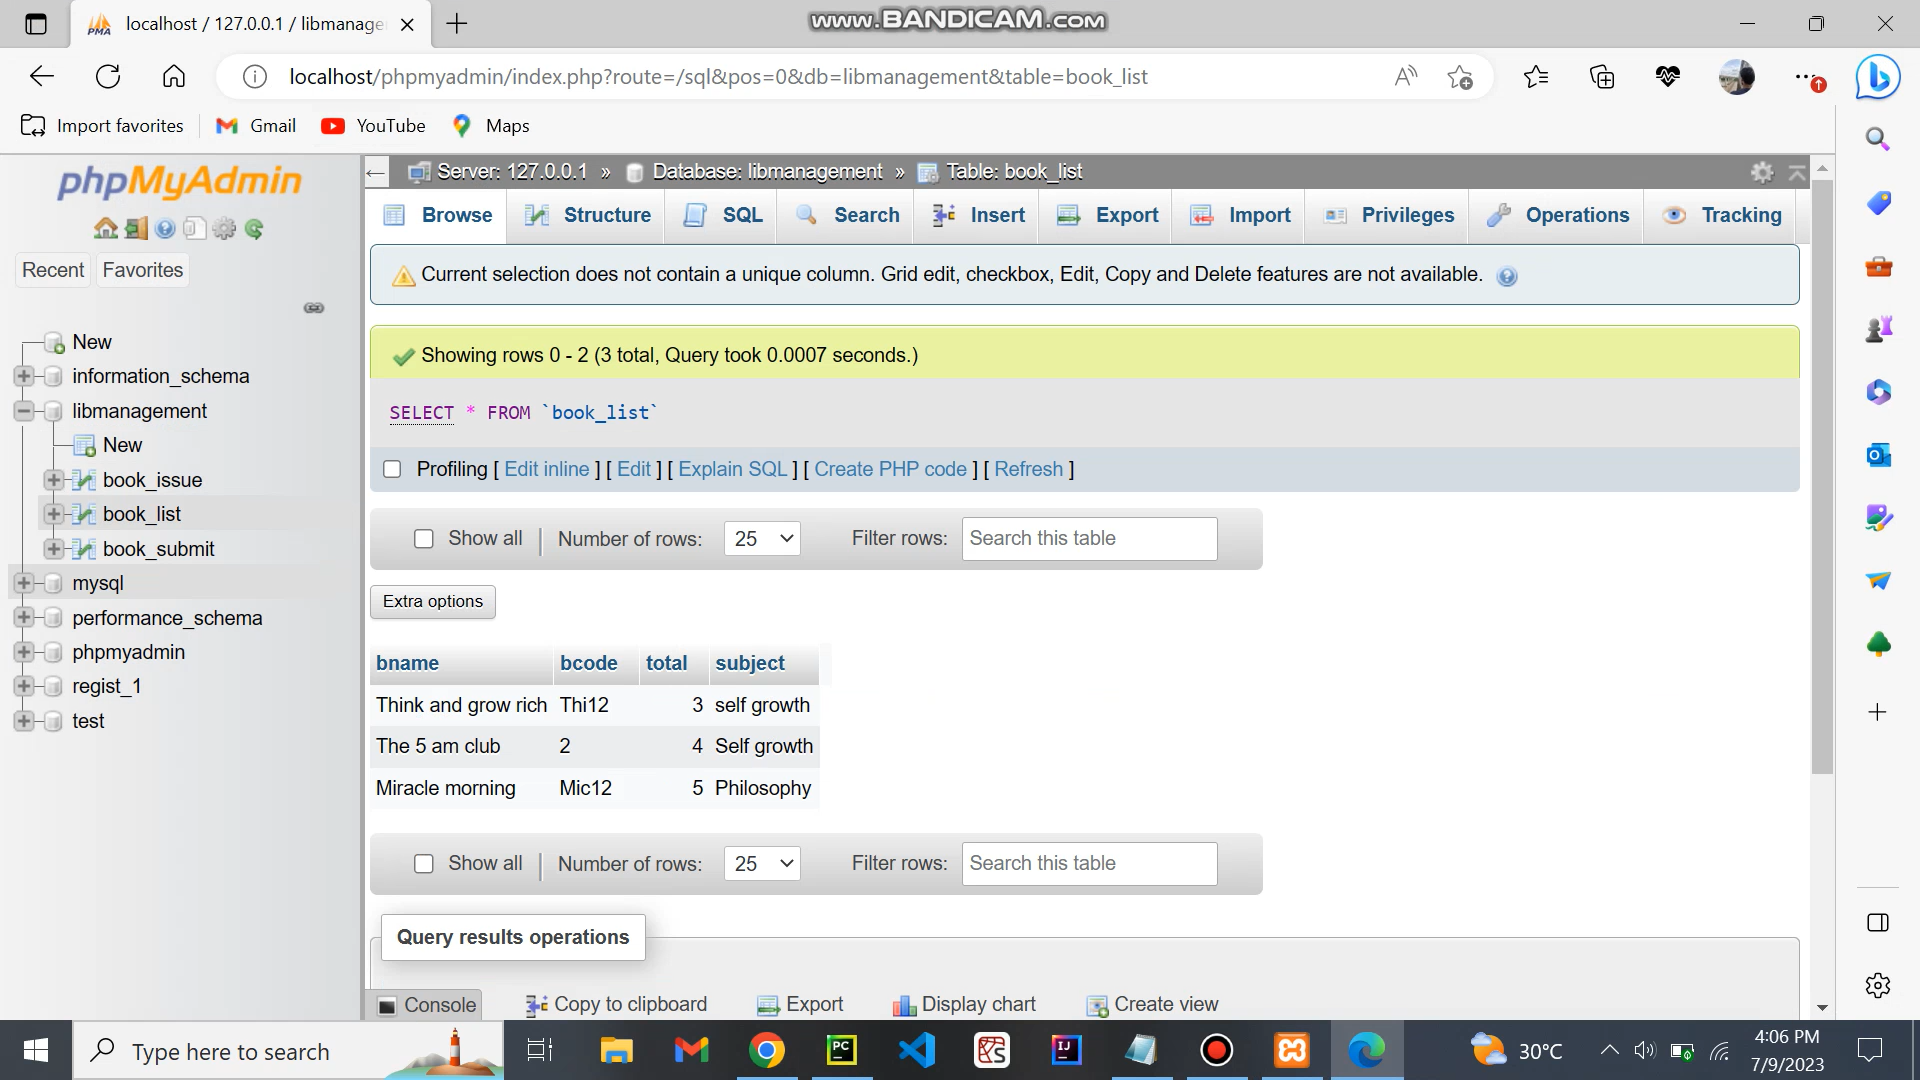 localhost / 127.0.0.1 / libmanage
www.BANDICAM.com
localhost/phpmyadmin/index.php?route=/sql&pos=0&db=libmanagement&table=book_list
Import favorites
Gmail
YouTube
Maps
phpMyAdmin
Recent
Favorites
New
information_schema
libmanagement
New
book_issue
book_list
book_submit
mysql
performance_schema
phpmyadmin
regist_1
test
Server: 127.0.0.1 » Database: libmanagement » Table: book_list
Browse Structure SQL Search Insert Export Import Privileges Operations Tracking
Current selection does not contain a unique column. Grid edit, checkbox, Edit, Copy and Delete features are not available.
Showing rows 0 - 2 (3 total, Query took 0.0007 seconds.)
SELECT * FROM `book_list`
Profiling [ Edit inline ] [ Edit ] [ Explain SQL ] [ Create PHP code ] [ Refresh ]
Show all Number of rows: 25 Filter rows: Search this table
Extra options
bname bcode total subject
Think and grow rich Thi12 3 self growth
The 5 am club 2 4 Self growth
Miracle morning Mic12 5 Philosophy
Show all Number of rows: 25 Filter rows: Search this table
Query results operations
Console Copy to clipboard Export Display chart Create view
Type here to search
PC
IJ
30°C
4:06 PM
7/9/2023